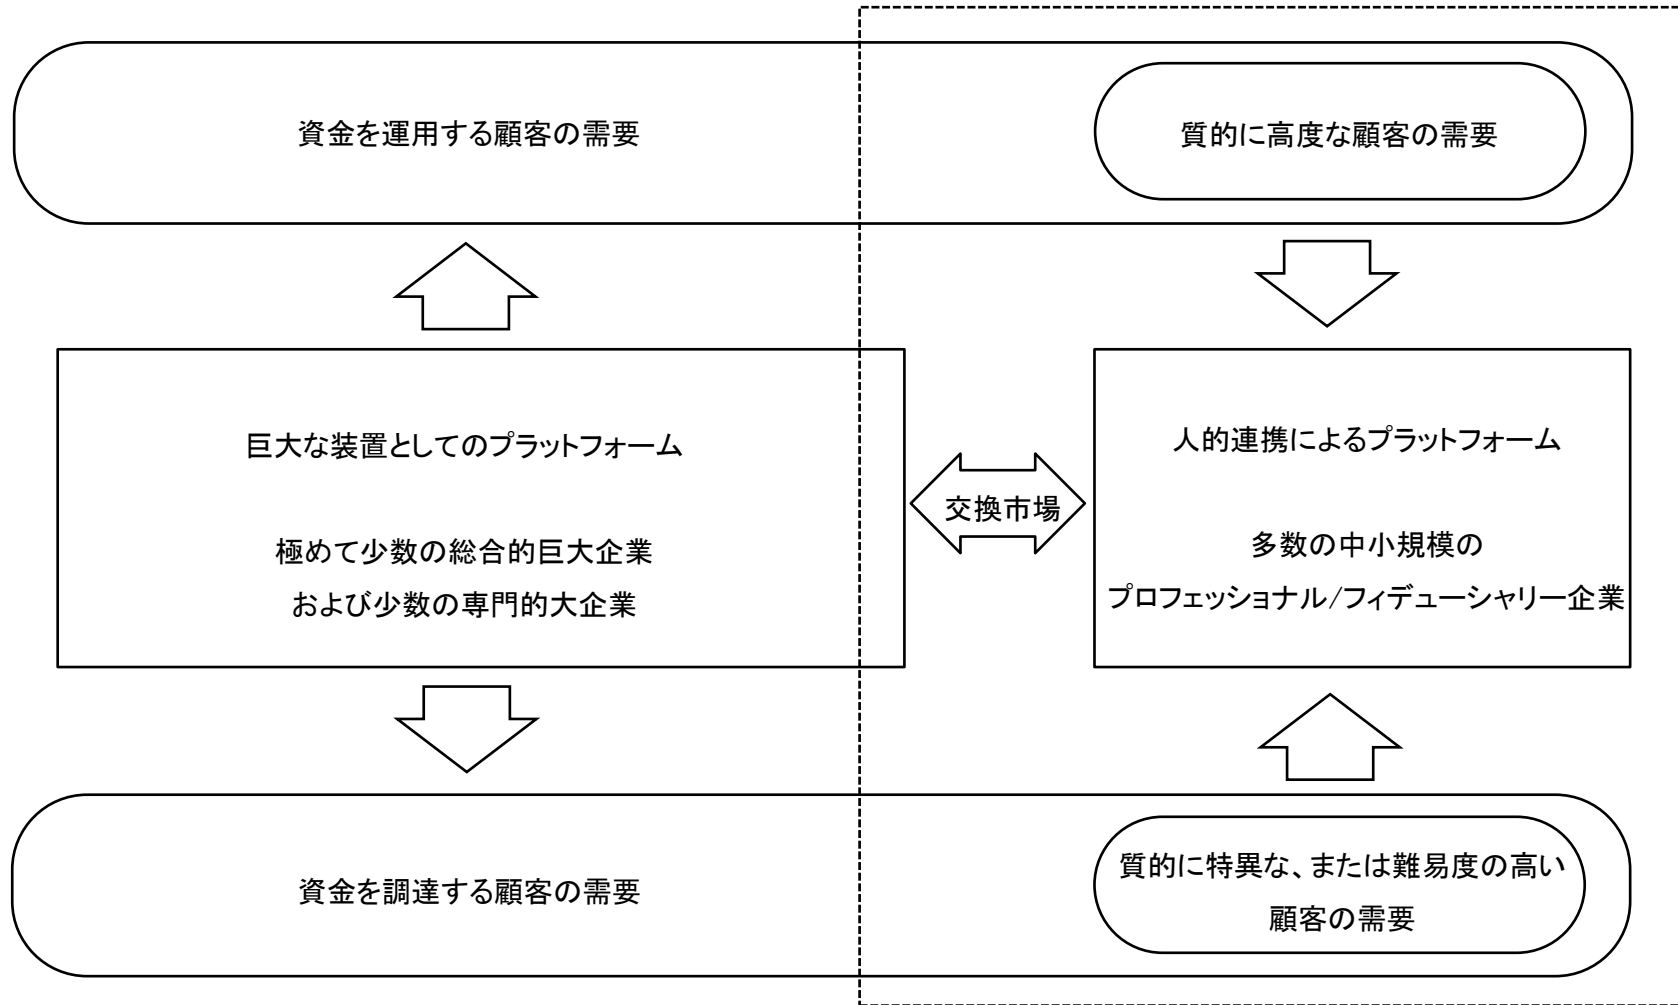 資金を運用する顧客の需要
質的に高度な顧客の需要
巨大な装置としてのプラットフォーム
極めて少数の総合的巨大企業
および少数の専門的大企業
交換市場
人的連携によるプラットフォーム
多数の中小規模の
プロフェッショナル/フィデューシャリー企業
資金を調達する顧客の需要
質的に特異な、または難易度の高い
顧客の需要